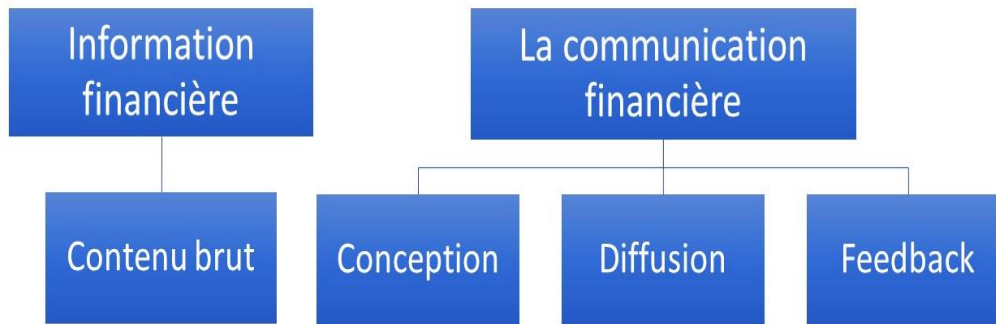 Information
financière
La communication
financière
Contenu brut
Conception
Diffusion
Feedback